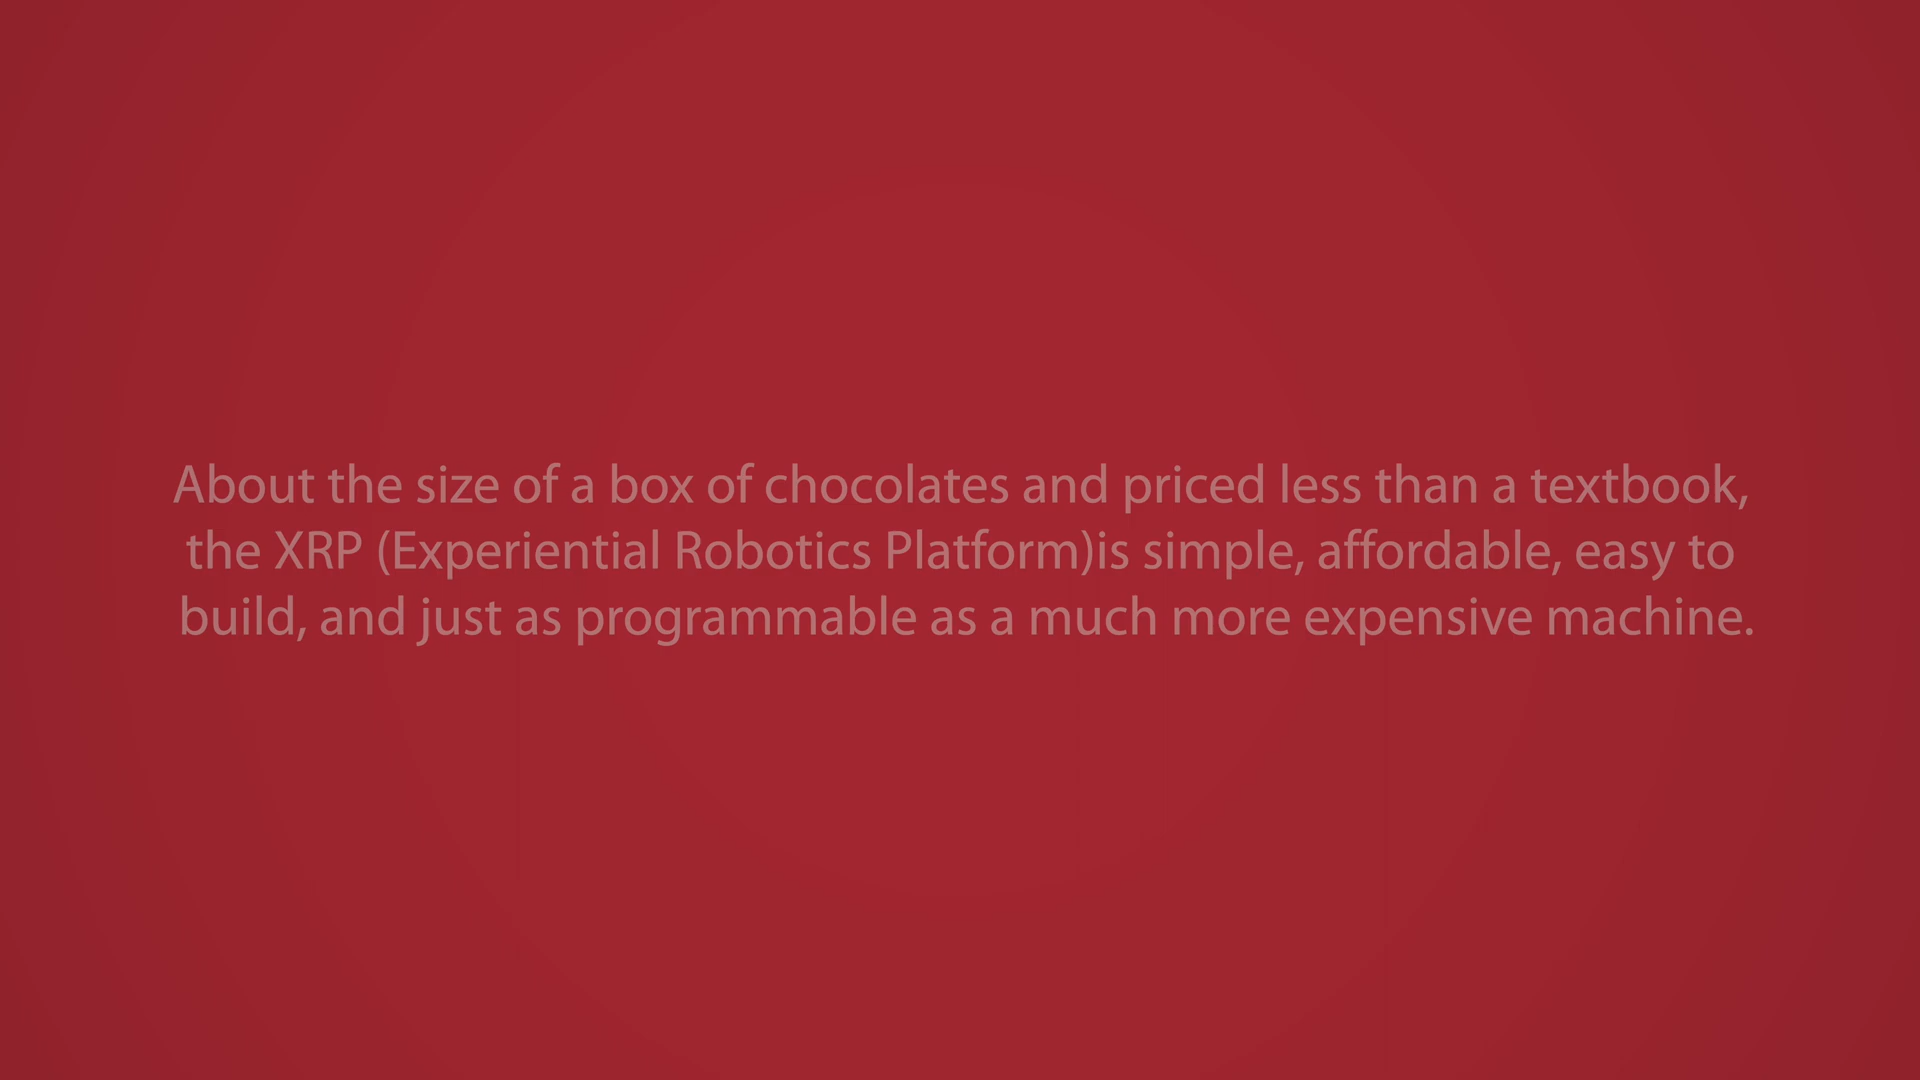 About the size of a box of chocolates and priced less than a textbook,
the XRP (Experiential Robotics Platform)is simple, affordable, easy to
build, and just as programmable as a much more expensive machine.